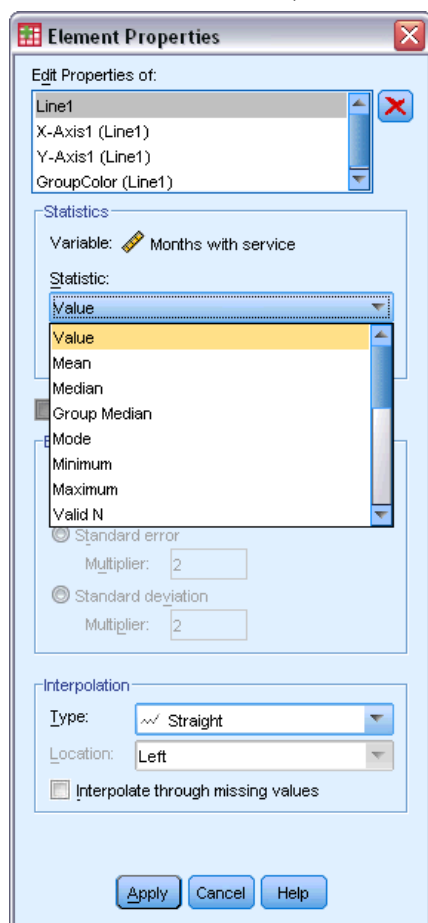 Element Properties
Edit Properties of:
Line1
X-Axis1 (Line1)
Y-Axis1 (Line1)
GroupColor (Line1)
Statistics
Variable: Months with service
Statistic:
Value
Value
Mean
Median
Group Median
Mode
Minimum
Maximum
Valid N
Standard error
Multiplier: 2
Standard deviation
Multiplier: 2
Interpolation
Type: Straight
Location: Left
Interpolate through missing values
Apply Cancel Help